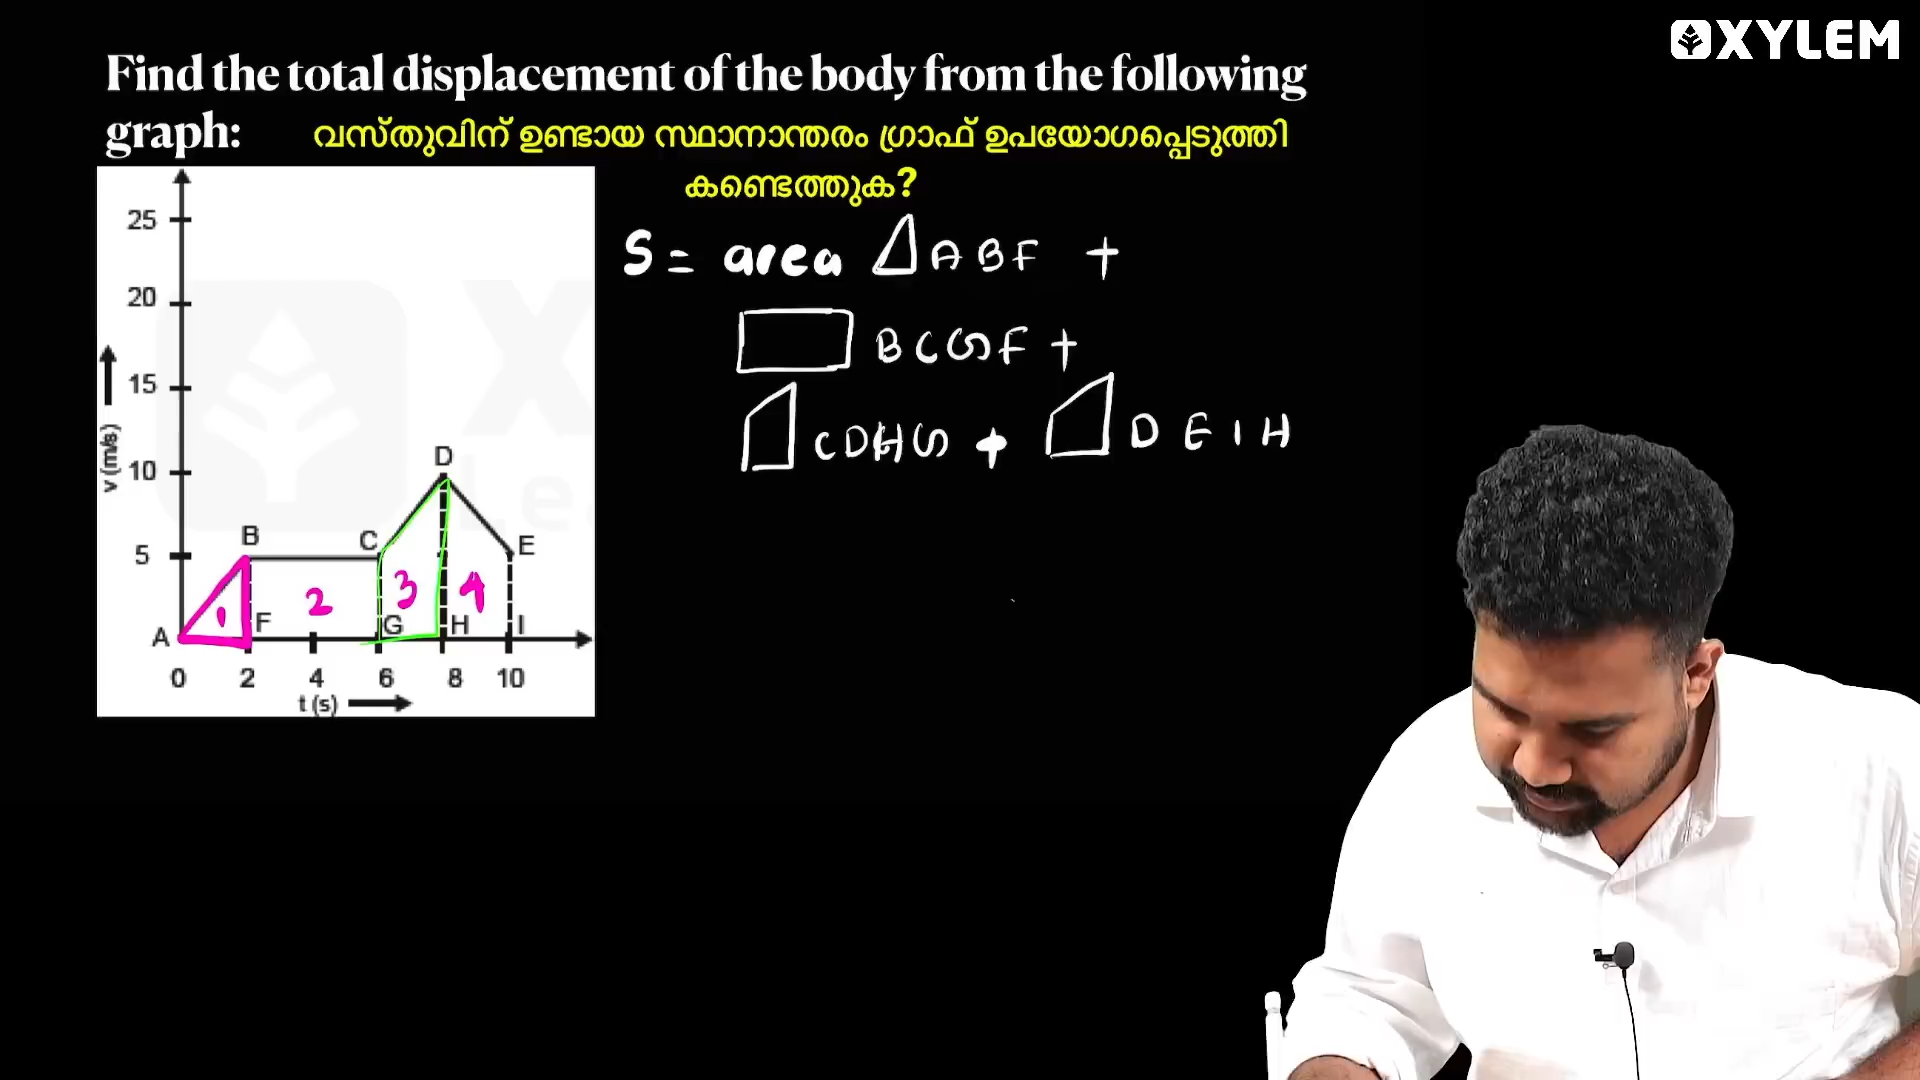 XYLEM
Find the total displacement of the body from the following
graph: വസ്തുവിന് ഉണ്ടായ സ്ഥാനാന്തരം ഗ്രാഫ് ഉപയോഗപ്പെടുത്തി
കണ്ടെത്തുക?
S = area △ ABF +
BCGF +
CDHG + DEIH
25
20
15
10
5
v (m/s)
D
B
C
E
1
2
3
4
A
F
G
H
I
0 2 4 6 8 10
t (s)